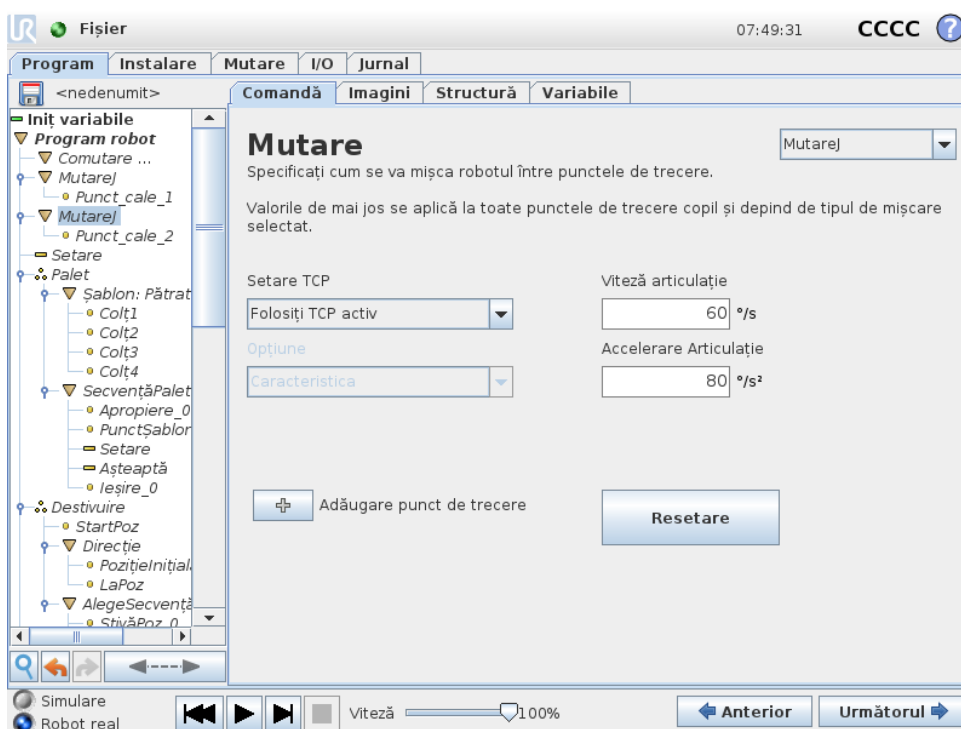 UR Fișier 07:49:31 CCCC ?
Program Instalare Mutare I/O Jurnal
<nedenumit>
Comandă Imagini Structură Variabile
Iniț variabile
Program robot
Comutare ...
MutareJ
Punct_cale_1
MutareJ
Punct_cale_2
Setare
Palet
Șablon: Pătrat
Colț1
Colț2
Colț3
Colț4
SecvențăPalet
Apropiere_0
PunctȘablon
Setare
Așteaptă
Ieșire_0
Destivuire
StartPoz
Direcție
PozițieInițial
LaPoz
AlegeSecvență
StivăPoz_0
Mutare
MutareJ
Specificați cum se va mișca robotul între punctele de trecere.
Valorile de mai jos se aplică la toate punctele de trecere copil și depind de tipul de mișcare
selectat.
Setare TCP
Folosiți TCP activ
Opțiune
Caracteristica
Viteză articulație
60 °/s
Accelerare Articulație
80 °/s²
Adăugare punct de trecere
Resetare
Simulare
Robot real
Viteză 100%
Anterior
Următorul